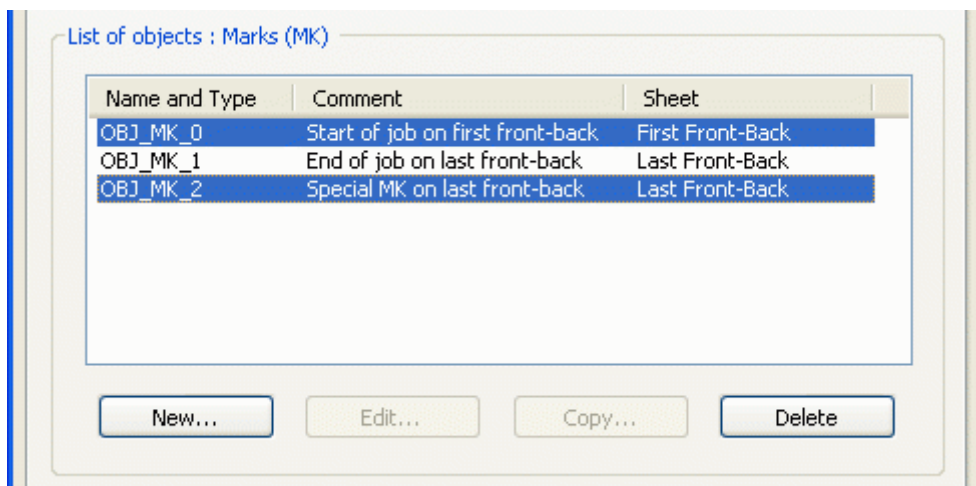 List of objects : Marks (MK)
Name and Type Comment Sheet
OBJ_MK_0 Start of job on first front-back First Front-Back
OBJ_MK_1 End of job on last front-back Last Front-Back
OBJ_MK_2 Special MK on last front-back Last Front-Back
New... Edit... Copy... Delete